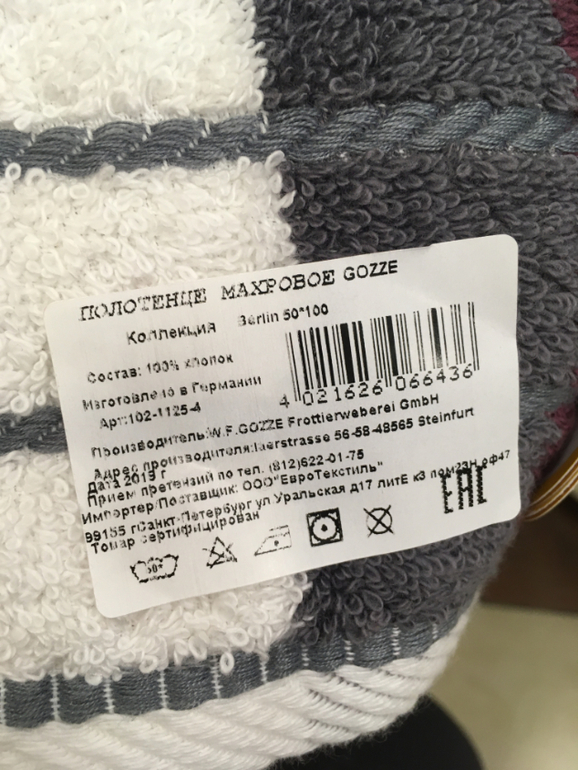 ПОЛОТЕНЦЕ МАХРОВОЕ GOZZE
Коллекция Berlin 50*100
Состав: 100% хлопок
Изготовлено в Германии
Арт:102-1125-4
4 021626 066436
Производитель:W.F.GOZZE Frottierweberei GmbH
Адрес производителя:laerstrasse 56-58-48565 Steinfurt
Дата 2019 г
Прием претензий по тел. (812)622-01-75
Импортер/Поставщик: ООО"ЕвроТекстиль"
99155 гСанкт-Петербург ул Уральская д17 литЕ к3 пом23Н оф47
Товар сертифицирован
EAC